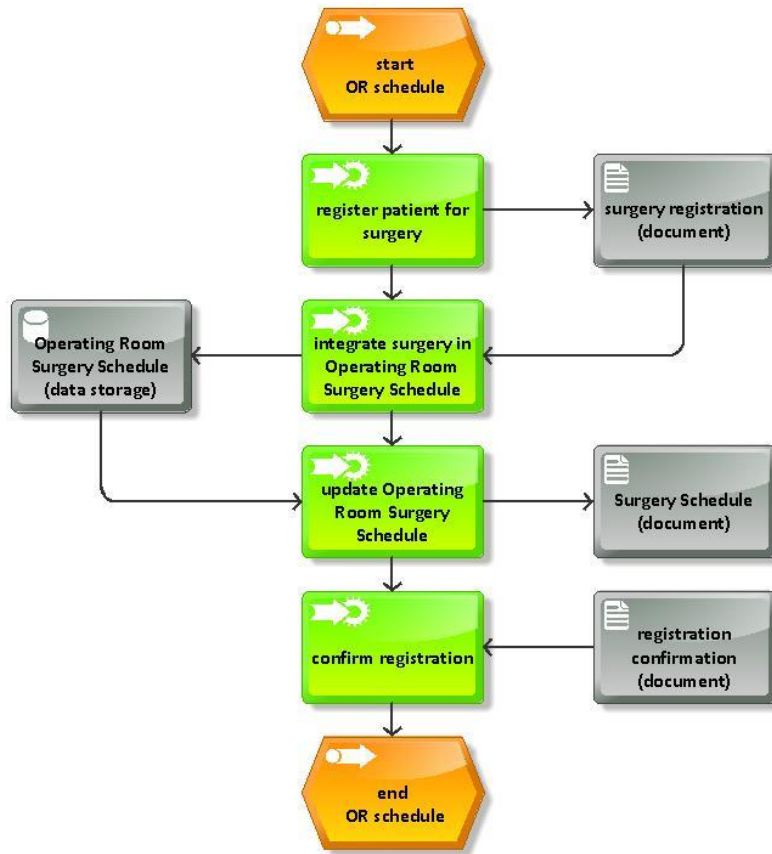 start
OR schedule
register patient for
surgery
surgery registration
(document)
Operating Room
Surgery Schedule
(data storage)
integrate surgery in
Operating Room
Surgery Schedule
update Operating
Room Surgery
Schedule
Surgery Schedule
(document)
confirm registration
registration
confirmation
(document)
end
OR schedule